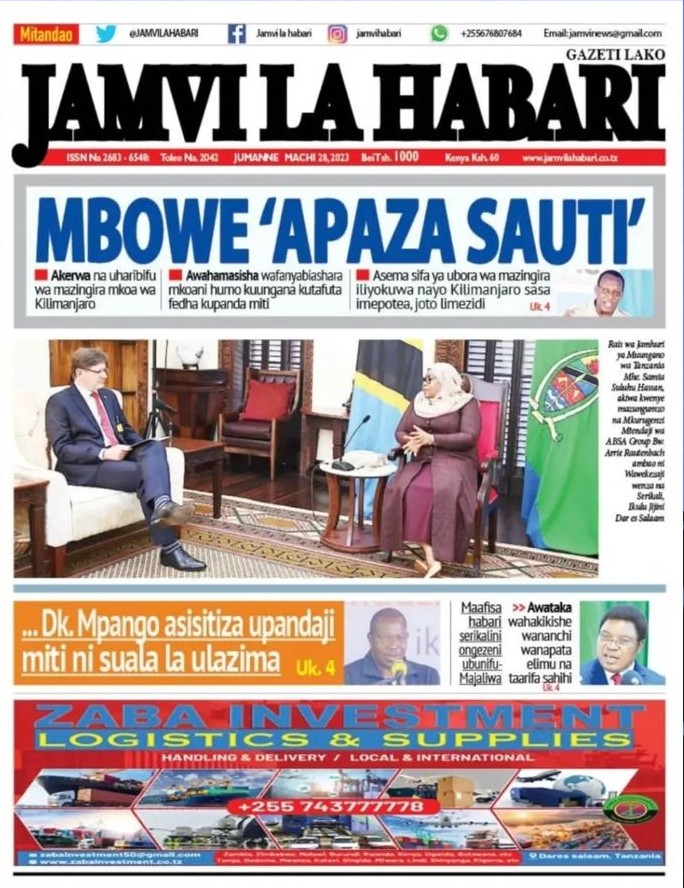 Mitandao @JAMVILAHABARI Jamvi la habari jamvihabari +255676807684 Email:jamvinews@gmail.com
GAZETI LAKO
JAMVI LA HABARI
ISSN Na 2683 - 6548: Toleo Na. 2042 JUMANNE MACHI 28, 2023 Bei Tsh. 1000 Kenya Ksh. 60 www.jamvilahabari.co.tz
MBOWE 'APAZA SAUTI'
Akerwa na uharibifu
wa mazingira mkoa wa
Kilimanjaro
Awahamasisha wafanyabiashara
mkoani humo kuungana kutafuta
fedha kupanda miti
Asema sifa ya ubora wa mazingira
iliyokuwa nayo Kilimanjaro sasa
imepotea, joto limezidi
Uk. 4
Rais wa Jamhuri
ya Muungano
wa Tanzania
Mhe. Samia
Suluhu Hassan,
akiwa kwenye
mazungumzo
na Mkurugenzi
Mtendaji wa
ABSA Group Bw.
Arrie Rautenbach
ambao ni
Wawekezaji
wenza na
Serikali,
Ikulu Jijini
Dar es Salaam
... Dk. Mpango asisitiza upandaji
miti ni suala la ulazima Uk. 4
Maafisa
habari
serikalini
ongezeni
ubunifu-
Majaliwa
>> Awataka
wahakikishe
wananchi
wanapata
elimu na
taarifa sahihi
Uk. 4
ZABA INVESTMENT
LOGISTICS & SUPPLIES
HANDLING & DELIVERY / LOCAL & INTERNATIONAL
+255 743777778
zabainvestment50@gmail.com
www.zabainvestment.co.tz
Zambia, Zimbabwe, Malawi, Burundi, Rwanda, Kenya, Uganda, Botswana, etc
Tanga, Dodoma, Mwanza, Katavi, Singida, Mtwara, Lindi, Shinyanga, Kigoma, etc
Dares salaam, Tanzania